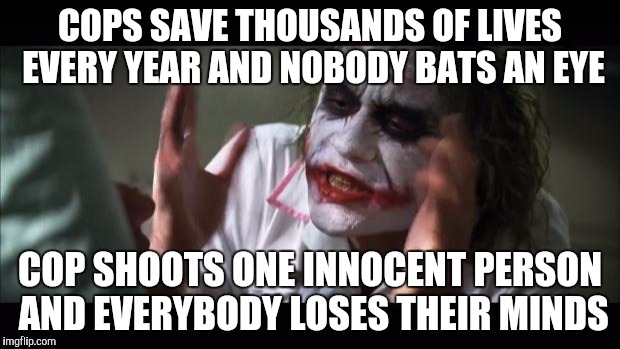 COPS SAVE THOUSANDS OF LIVES
EVERY YEAR AND NOBODY BATS AN EYE
COP SHOOTS ONE INNOCENT PERSON
AND EVERYBODY LOSES THEIR MINDS
imgflip.com